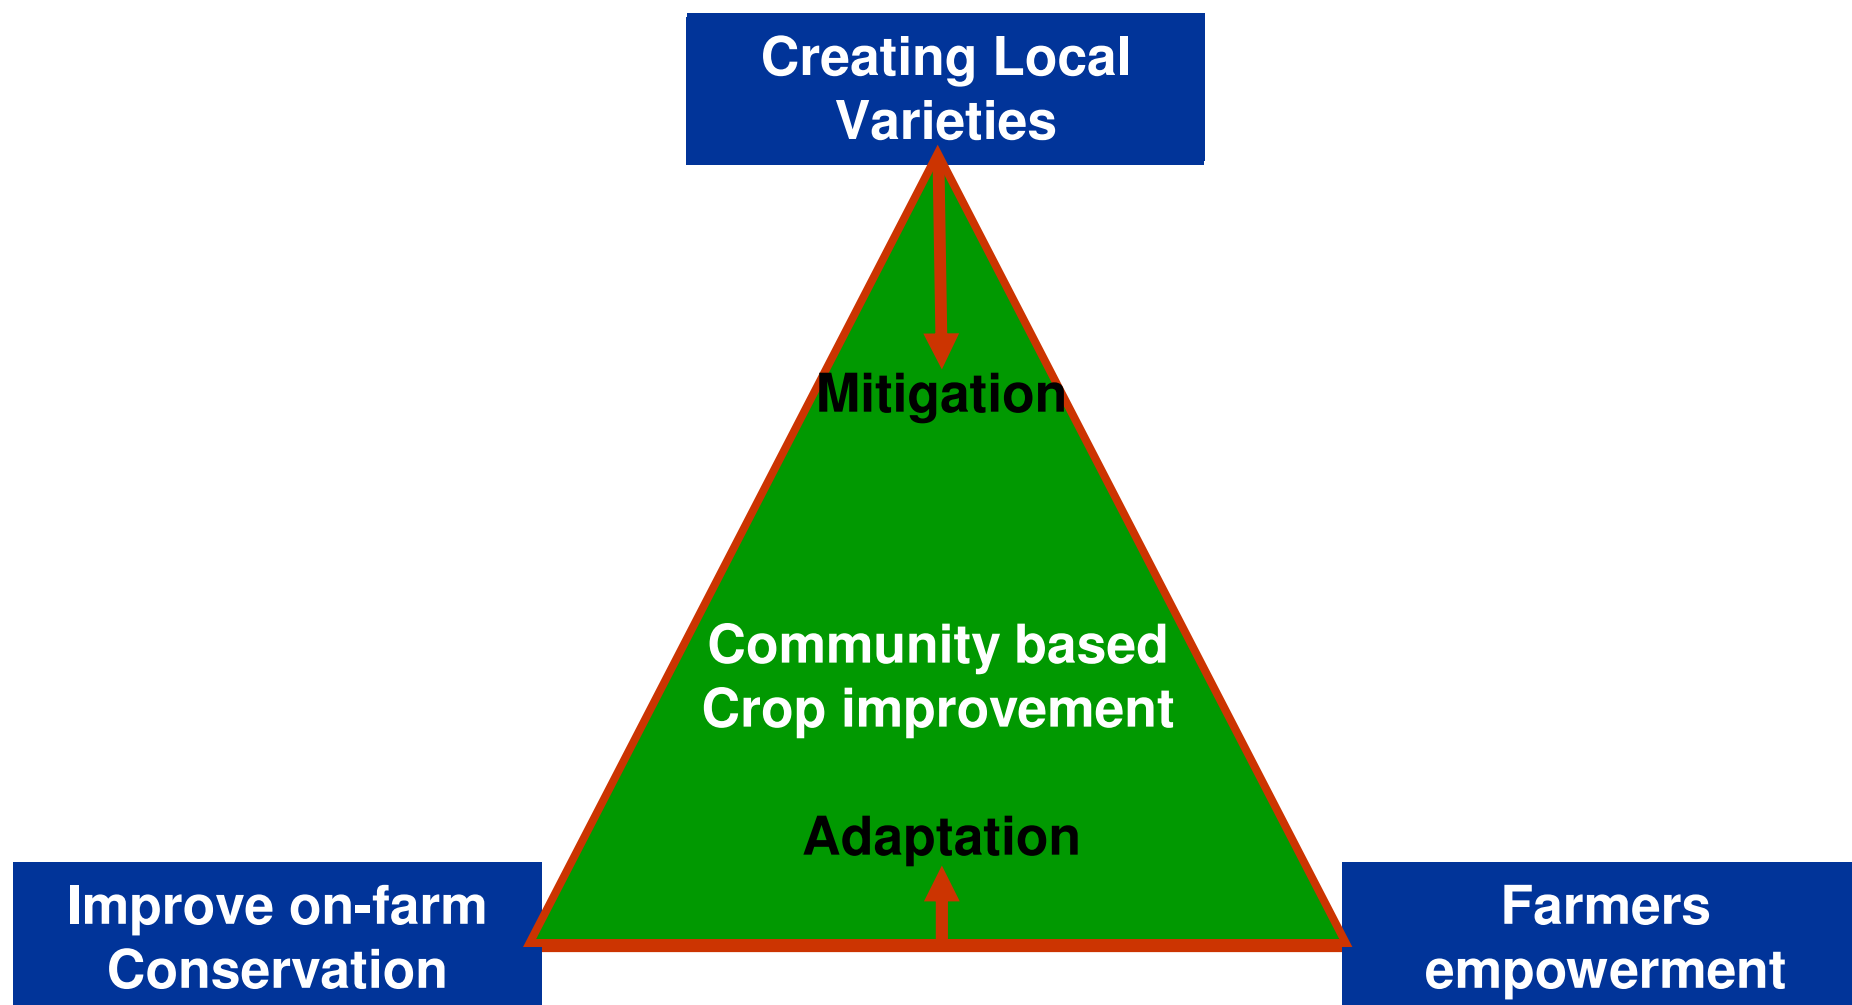 Creating Local
Varieties
Mitigation
Community based
Crop improvement
Adaptation
Improve on-farm
Conservation
Farmers
empowerment